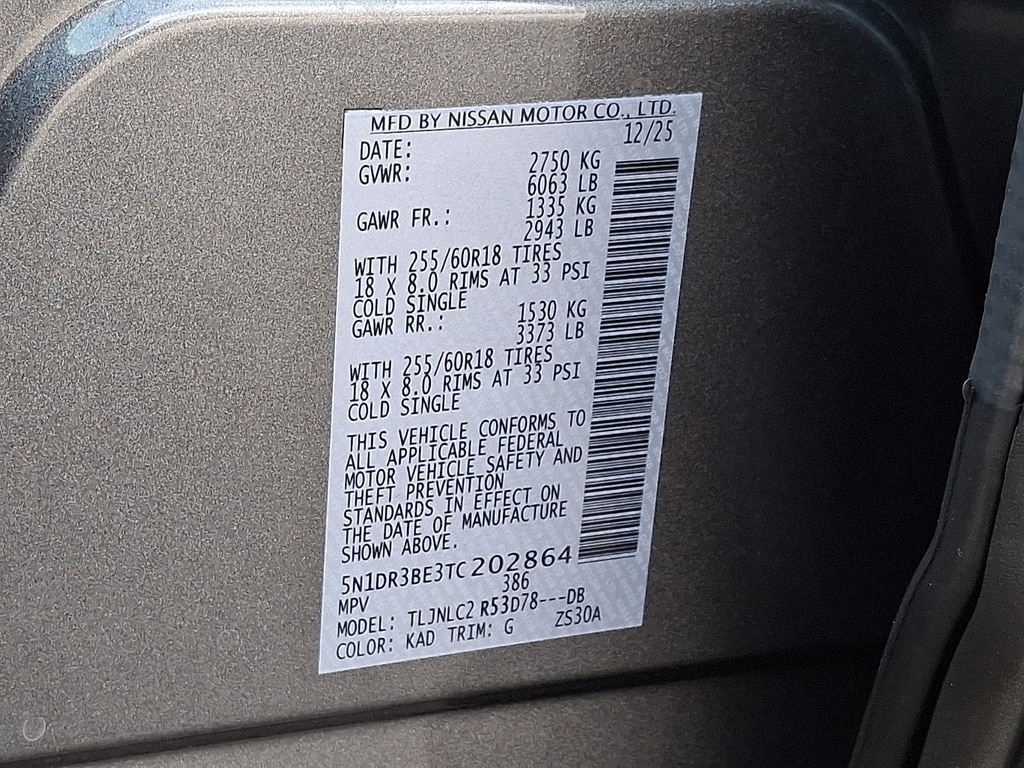 MFD BY NISSAN MOTOR CO., LTD.
DATE: 12/25
GVWR: 2750 KG
6063 LB
GAWR FR.: 1335 KG
2943 LB
WITH 255/60R18 TIRES
18 X 8.0 RIMS AT 33 PSI
COLD SINGLE
GAWR RR.: 1530 KG
3373 LB
WITH 255/60R18 TIRES
18 X 8.0 RIMS AT 33 PSI
COLD SINGLE
THIS VEHICLE CONFORMS TO
ALL APPLICABLE FEDERAL
MOTOR VEHICLE SAFETY AND
THEFT PREVENTION
STANDARDS IN EFFECT ON
THE DATE OF MANUFACTURE
SHOWN ABOVE.
5N1DR3BE3TC202864
MPV 386
MODEL: TLJNLC2 R53D78---DB
COLOR: KAD TRIM: G ZS30A